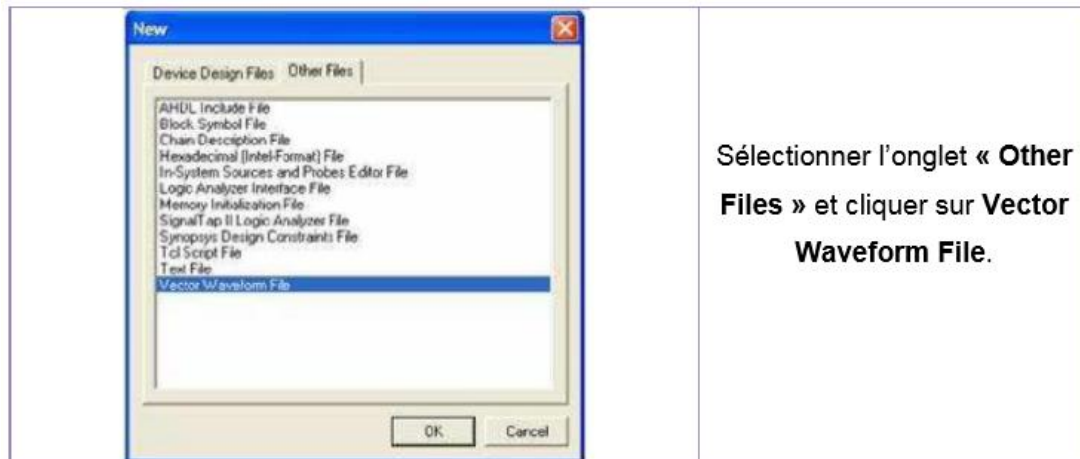 New
Device Design Files Other Files
AHDL Include File
Block Symbol File
Chain Description File
Hexadecimal (Intel-Format) File
In-System Sources and Probes Editor File
Logic Analyzer Interface File
Memory Initialization File
SignalTap II Logic Analyzer File
Synopsys Design Constraints File
Tcl Script File
Text File
Vector Waveform File
OK Cancel
Sélectionner l’onglet « Other
Files » et cliquer sur Vector
Waveform File.